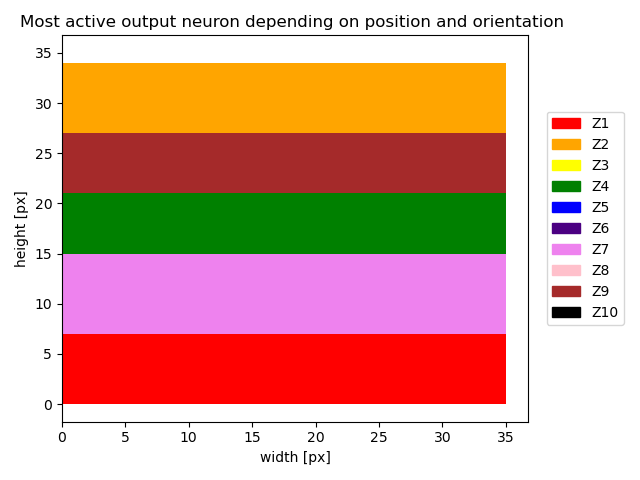 Most active output neuron depending on position and orientation
height [px]
35
30
25
20
15
10
5
0
0 5 10 15 20 25 30 35
width [px]
Z1
Z2
Z3
Z4
Z5
Z6
Z7
Z8
Z9
Z10